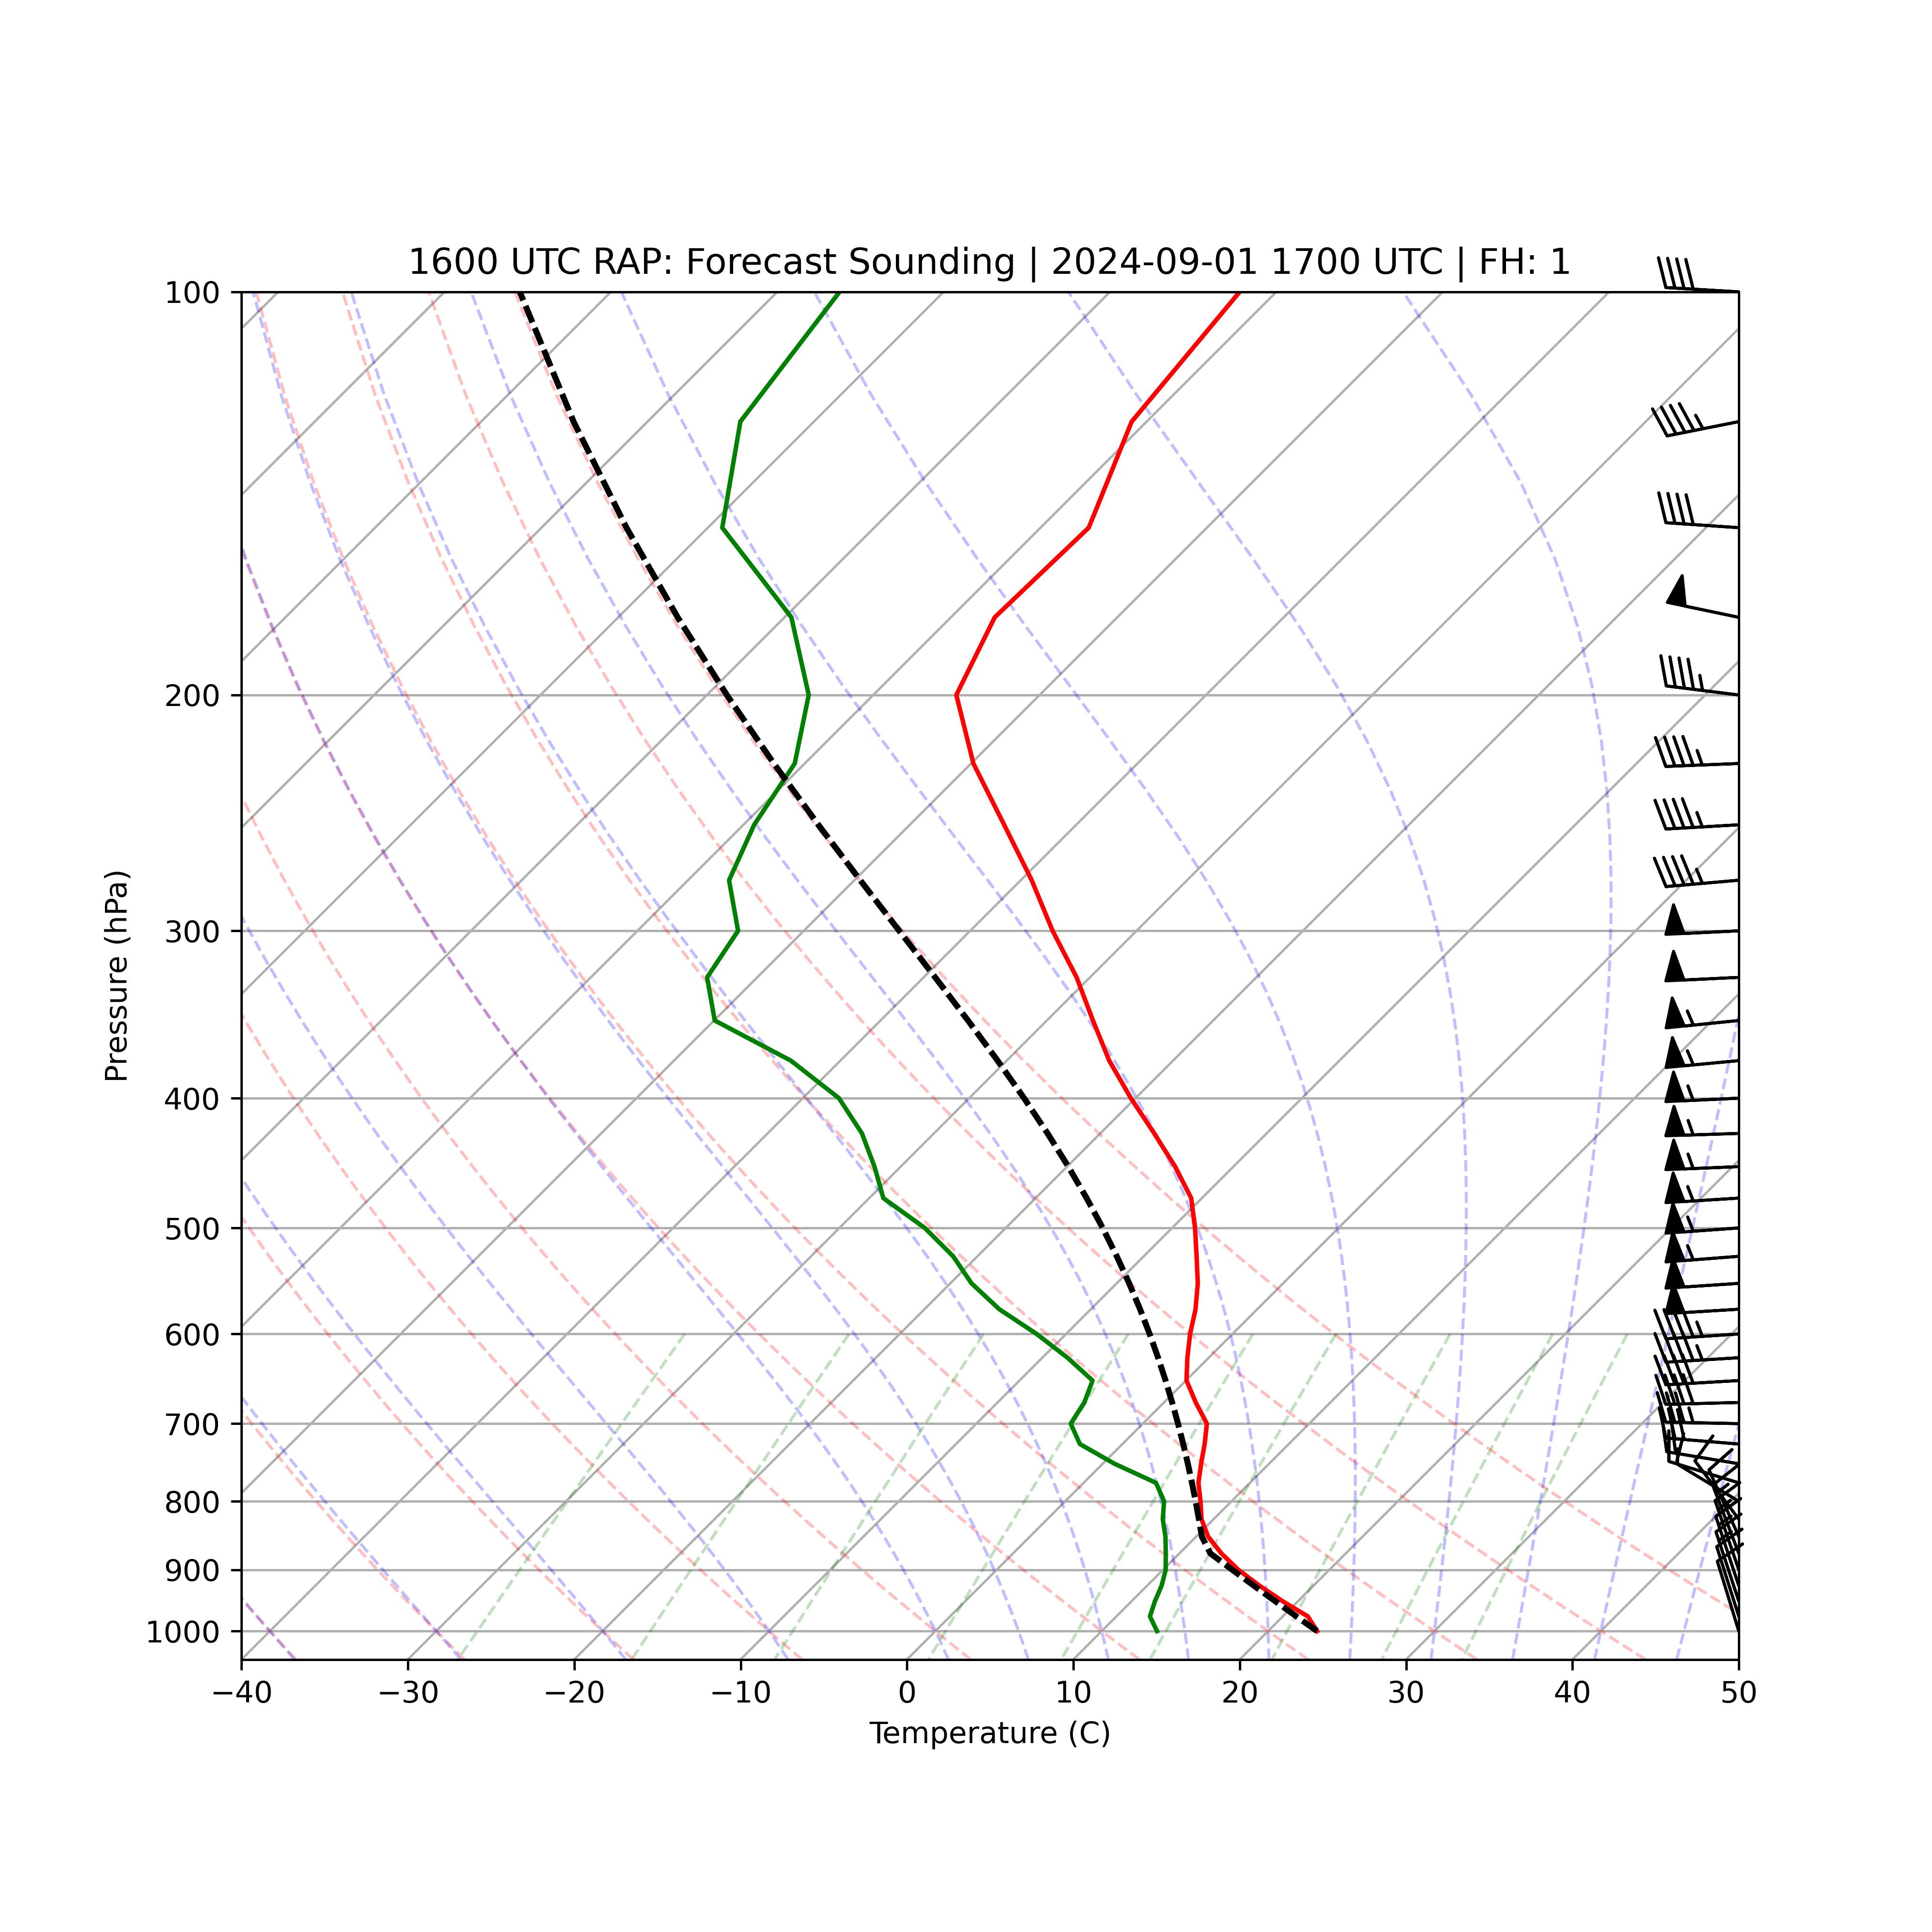 1600 UTC RAP: Forecast Sounding | 2024-09-01 1700 UTC | FH: 1
100
200
300
400
500
600
700
800
900
1000
Pressure (hPa)
−40 −30 −20 −10 0 10 20 30 40 50
Temperature (C)